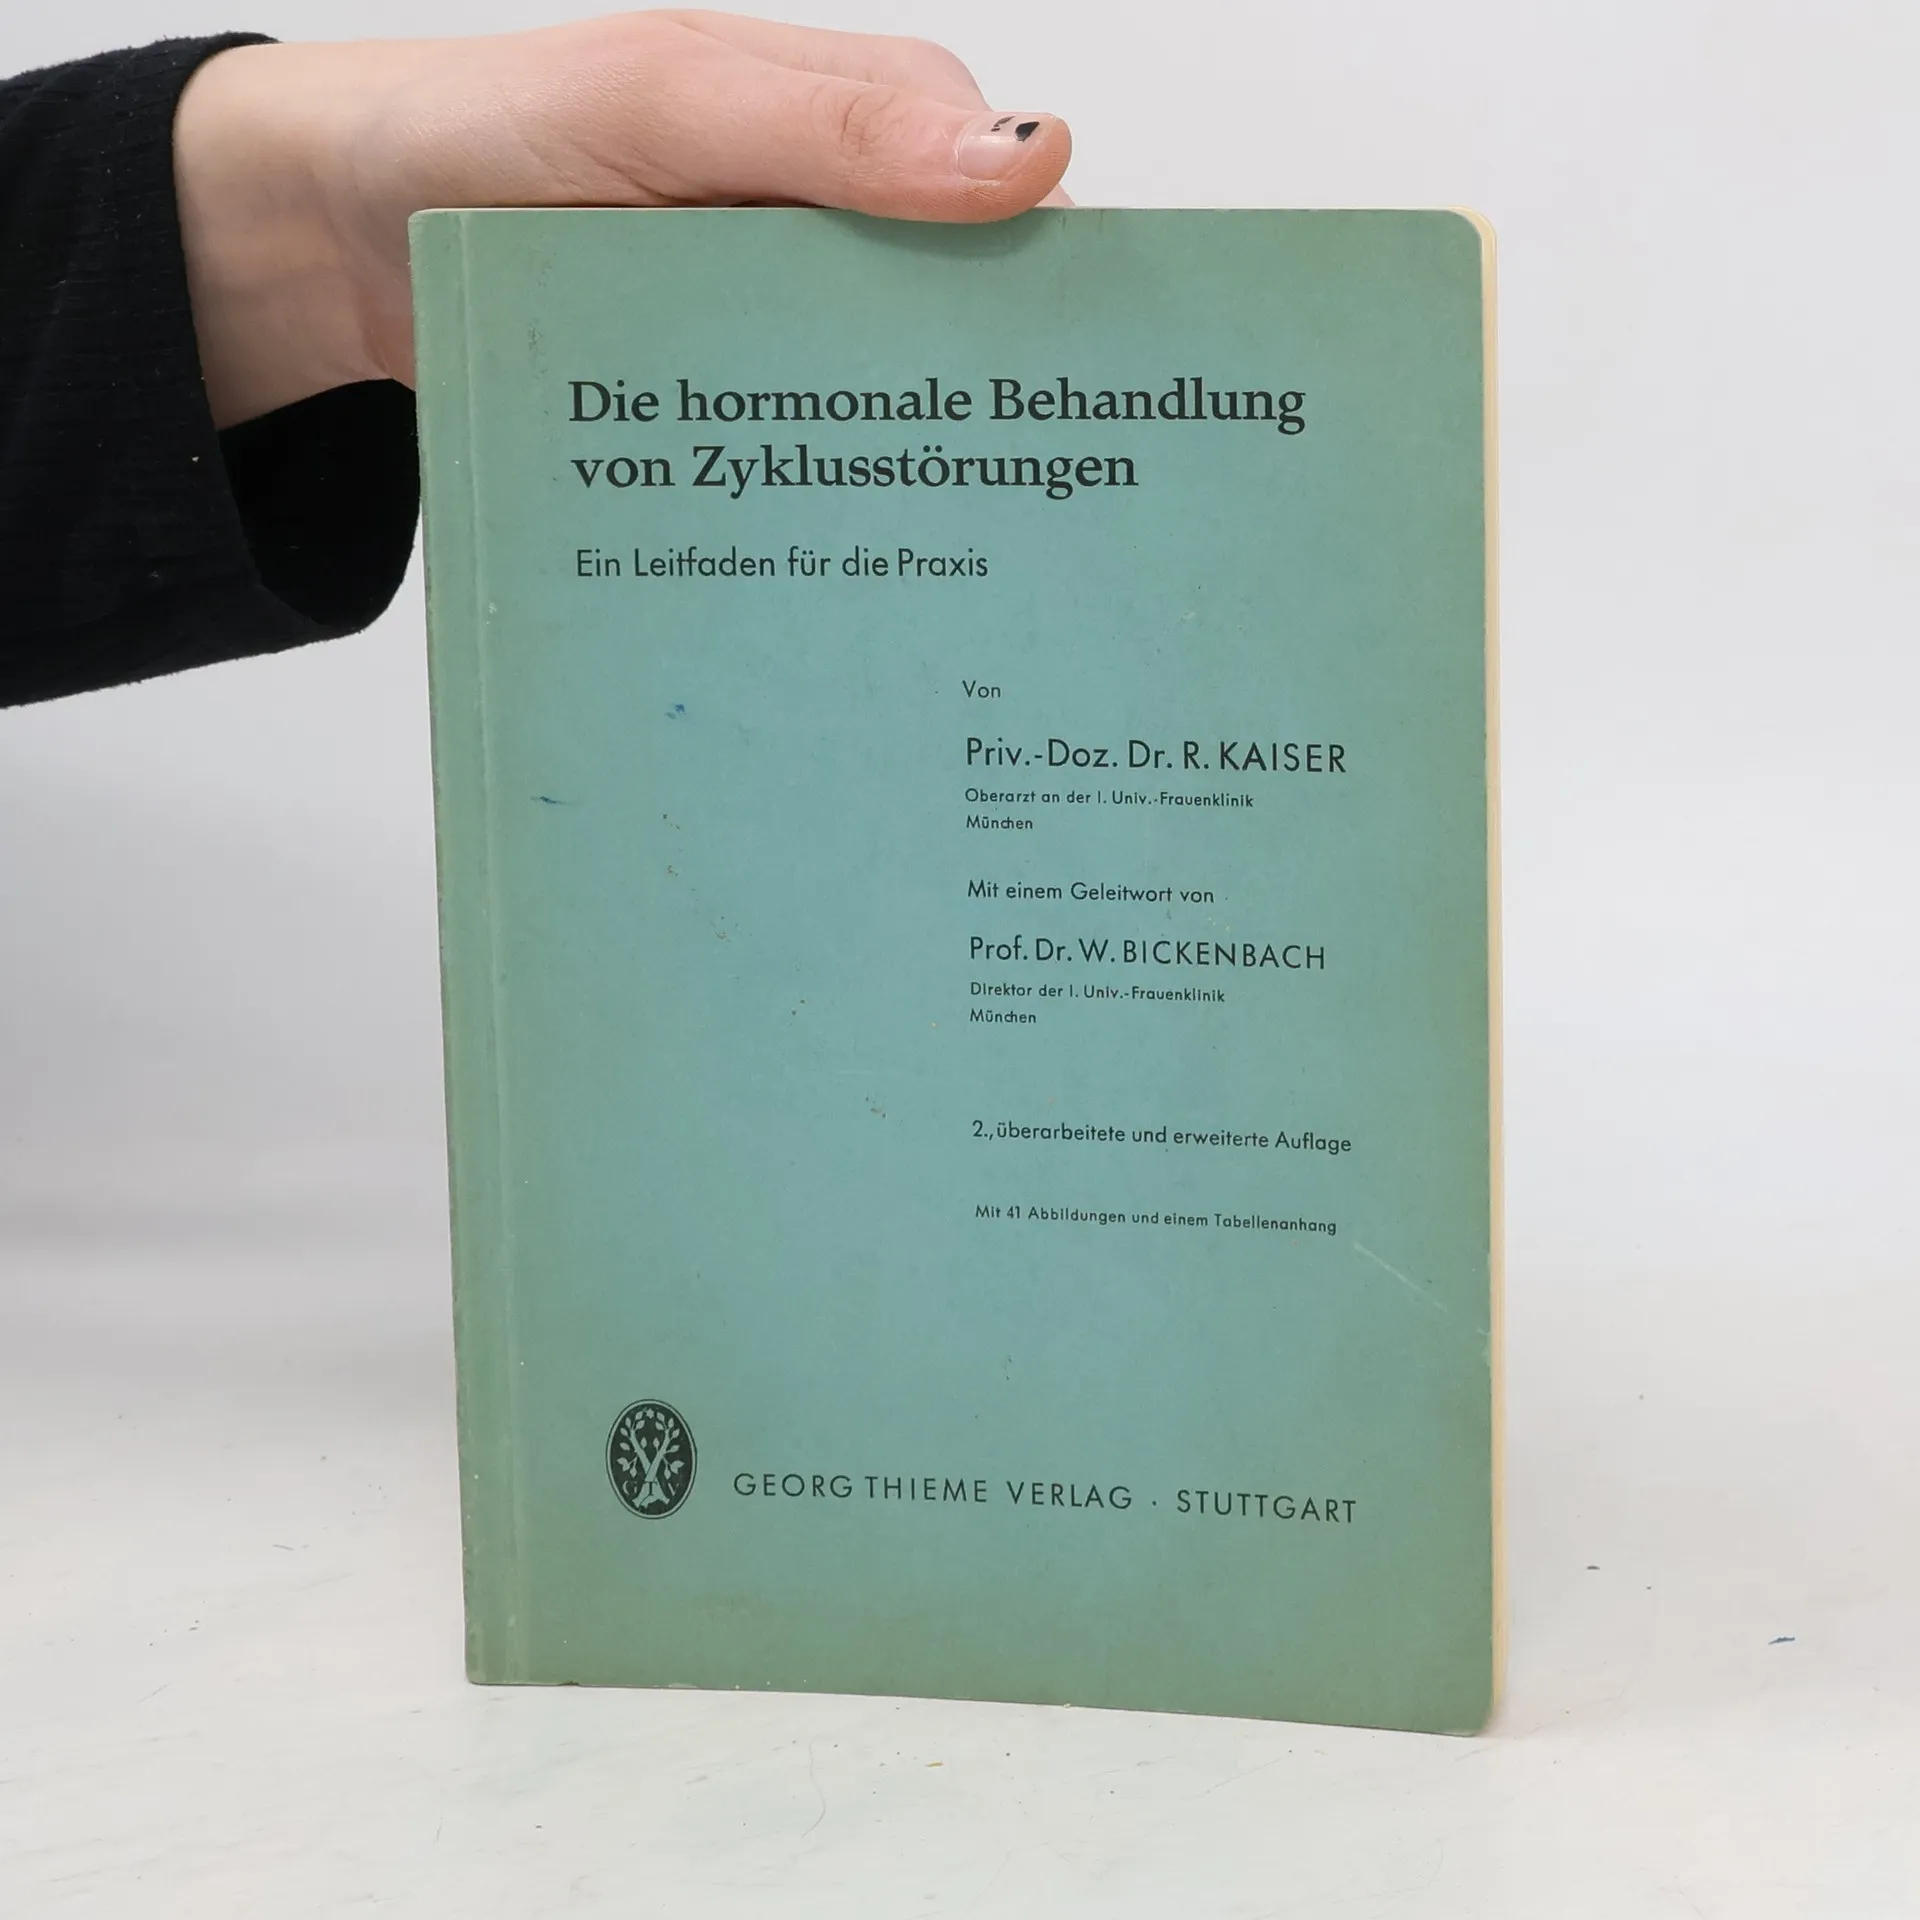 Die hormonale Behandlung
von Zyklusstörungen
Ein Leitfaden für die Praxis
Von
Priv.-Doz. Dr. R. KAISER
Oberarzt an der I. Univ.-Frauenklinik
München
Mit einem Geleitwort von
Prof. Dr. W. BICKENBACH
Direktor der I. Univ.-Frauenklinik
München
2., überarbeitete und erweiterte Auflage
Mit 41 Abbildungen und einem Tabellenanhang
G T V
GEORG THIEME VERLAG · STUTTGART